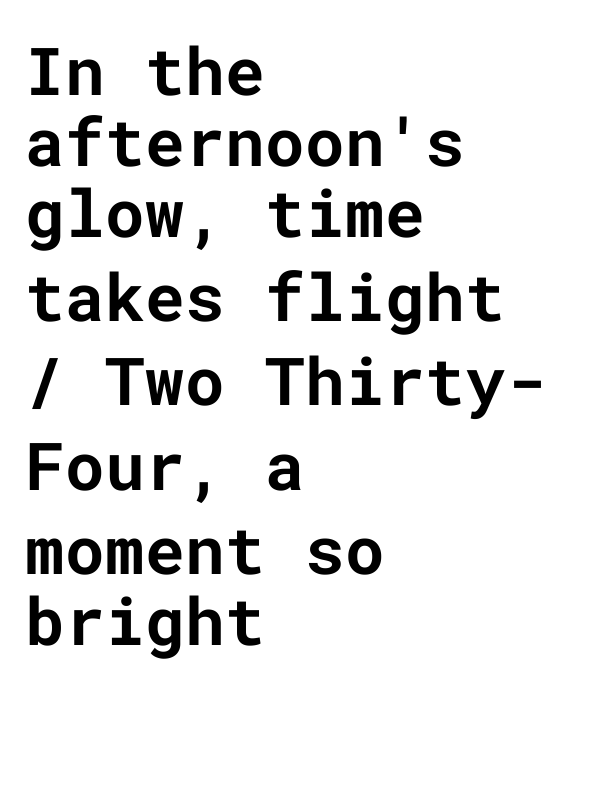 In the
afternoon's
glow, time
takes flight
/ Two Thirty-
Four, a
moment so
bright